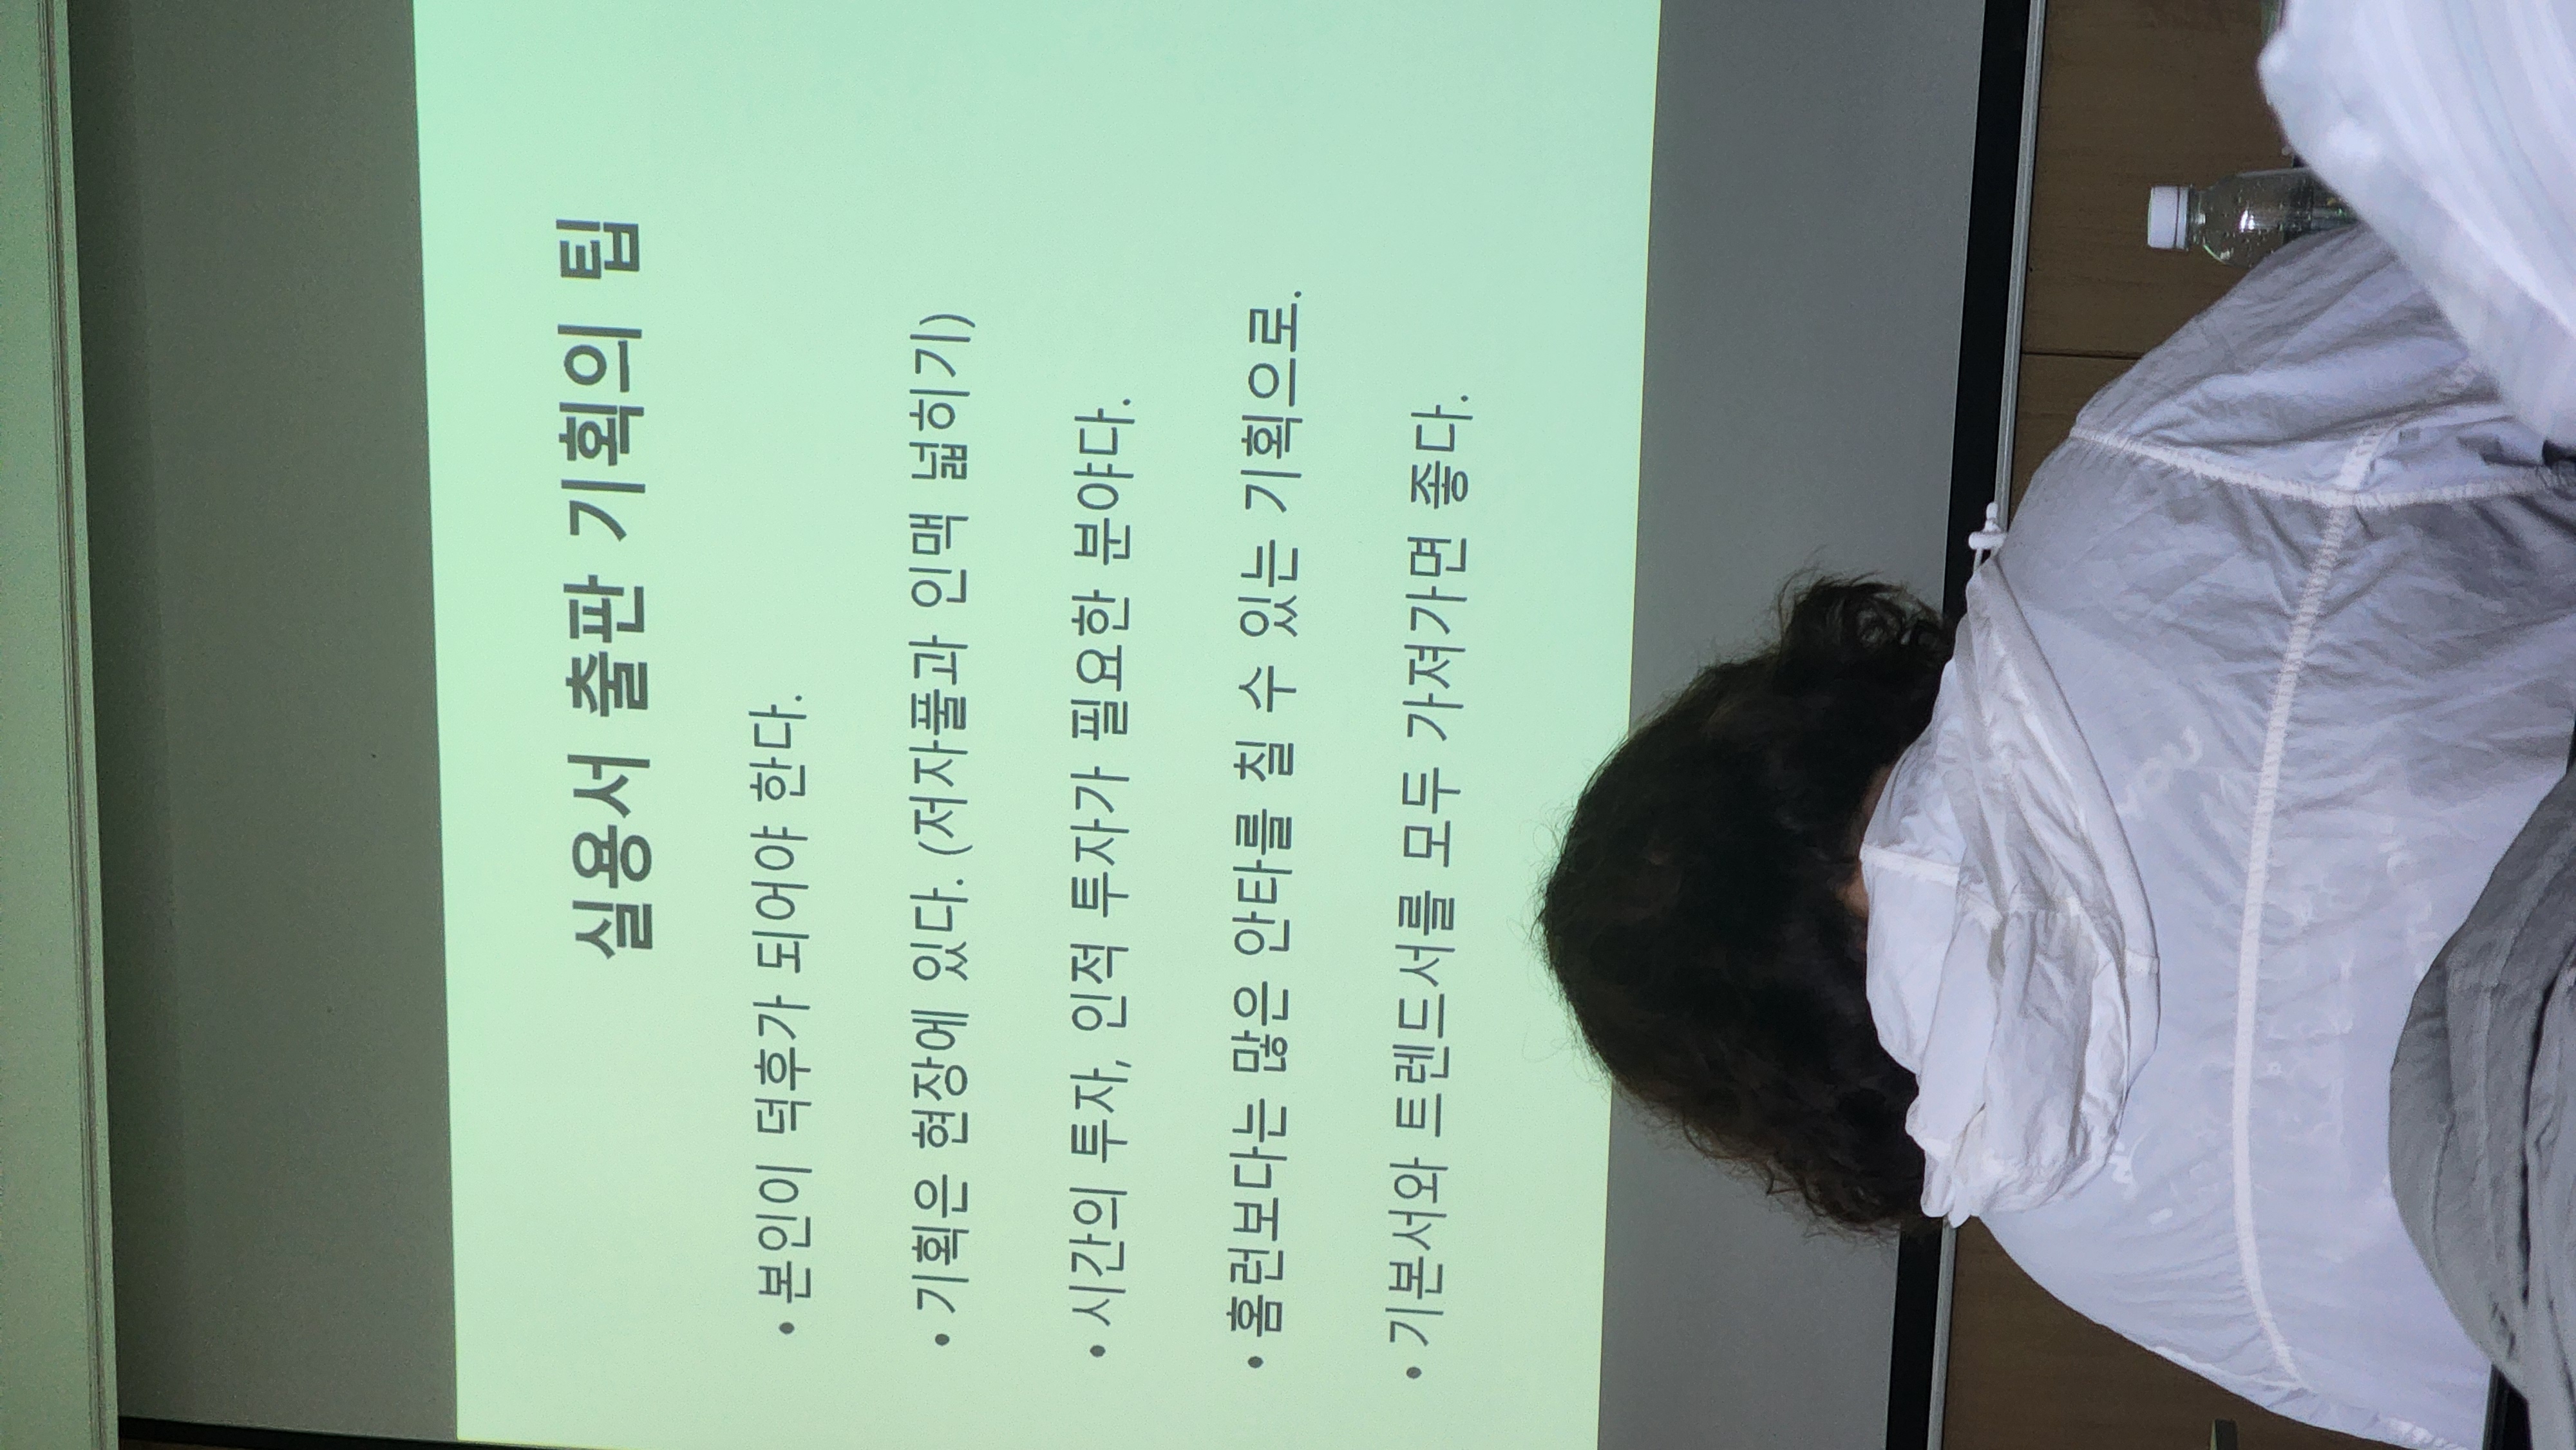 실용서 출판 기획의 팁
• 본인이 덕후가 되어야 한다.
• 기획은 현장에 있다. (저자풀과 인맥 넓히기)
• 시간의 투자, 인적 투자가 필요한 분야다.
• 홈런보다는 많은 안타를 칠 수 있는 기획으로.
• 기본서와 트렌드서를 모두 가져가면 좋다.